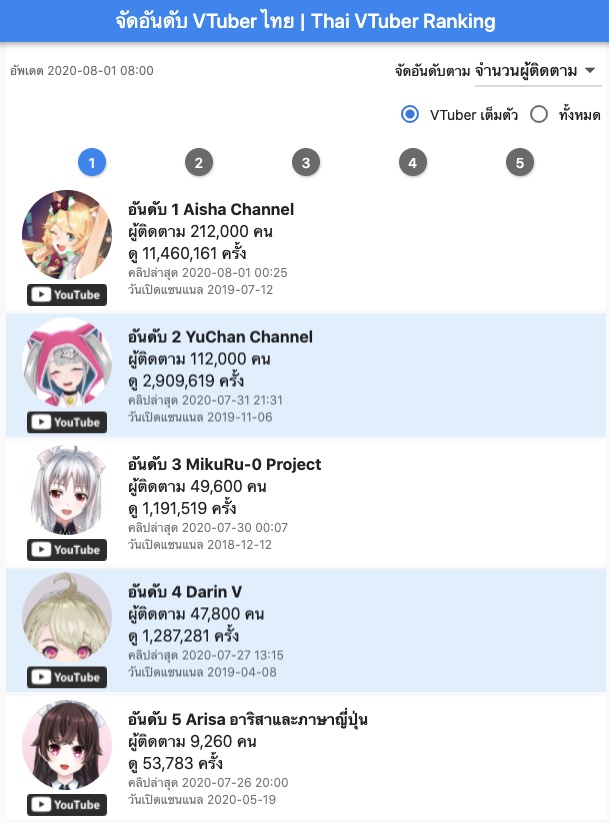 จัดอันดับ VTuber ไทย | Thai VTuber Ranking
อัพเดต 2020-08-01 08:00
จัดอันดับตาม จำนวนผู้ติดตาม
VTuber เต็มตัว ทั้งหมด
1 2 3 4 5
อันดับ 1 Aisha Channel
ผู้ติดตาม 212,000 คน
ดู 11,460,161 ครั้ง
คลิปล่าสุด 2020-08-01 00:25
วันเปิดแชนแนล 2019-07-12
YouTube
อันดับ 2 YuChan Channel
ผู้ติดตาม 112,000 คน
ดู 2,909,619 ครั้ง
คลิปล่าสุด 2020-07-31 21:31
วันเปิดแชนแนล 2019-11-06
YouTube
อันดับ 3 MikuRu-0 Project
ผู้ติดตาม 49,600 คน
ดู 1,191,519 ครั้ง
คลิปล่าสุด 2020-07-30 00:07
วันเปิดแชนแนล 2018-12-12
YouTube
อันดับ 4 Darin V
ผู้ติดตาม 47,800 คน
ดู 1,287,281 ครั้ง
คลิปล่าสุด 2020-07-27 13:15
วันเปิดแชนแนล 2019-04-08
YouTube
อันดับ 5 Arisa อาริสาและภาษาญี่ปุ่น
ผู้ติดตาม 9,260 คน
ดู 53,783 ครั้ง
คลิปล่าสุด 2020-07-26 20:00
วันเปิดแชนแนล 2020-05-19
YouTube